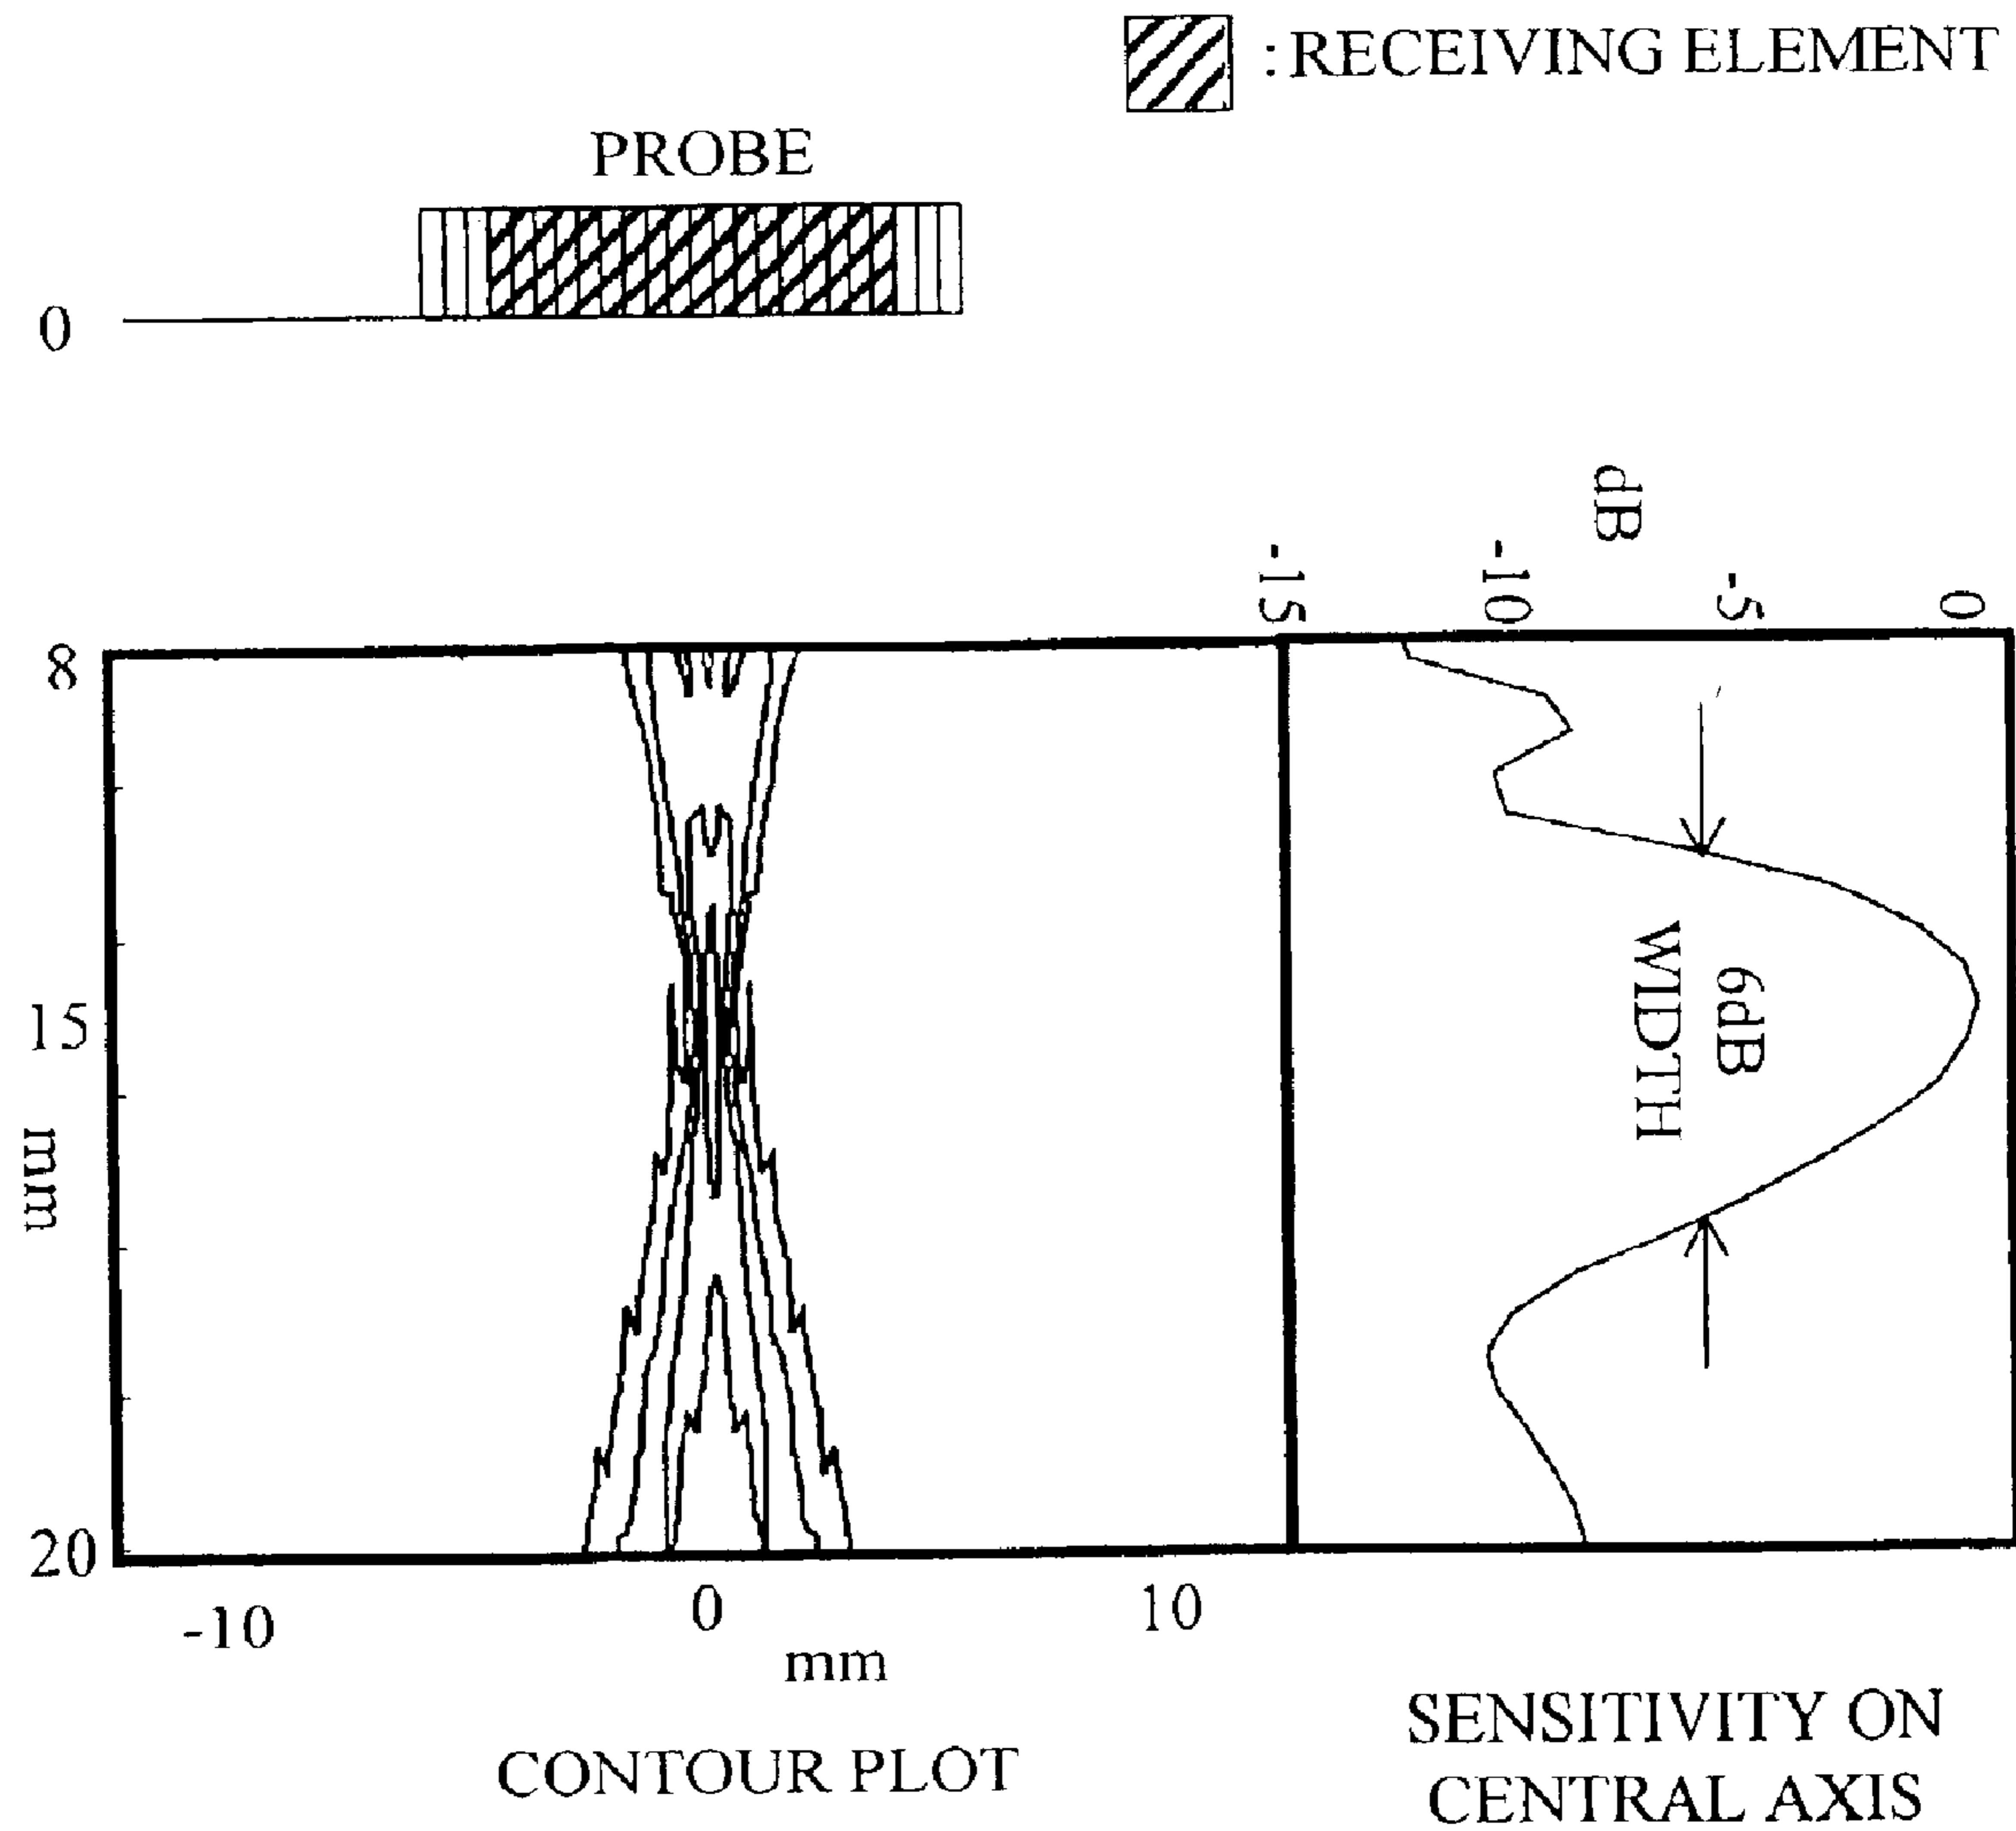 :RECEIVING ELEMENT
PROBE
0
dB
-15
-10
-5
0
8
15
20
mm
6dB
WIDTH
-10
0
10
mm
CONTOUR PLOT
SENSITIVITY ON
CENTRAL AXIS